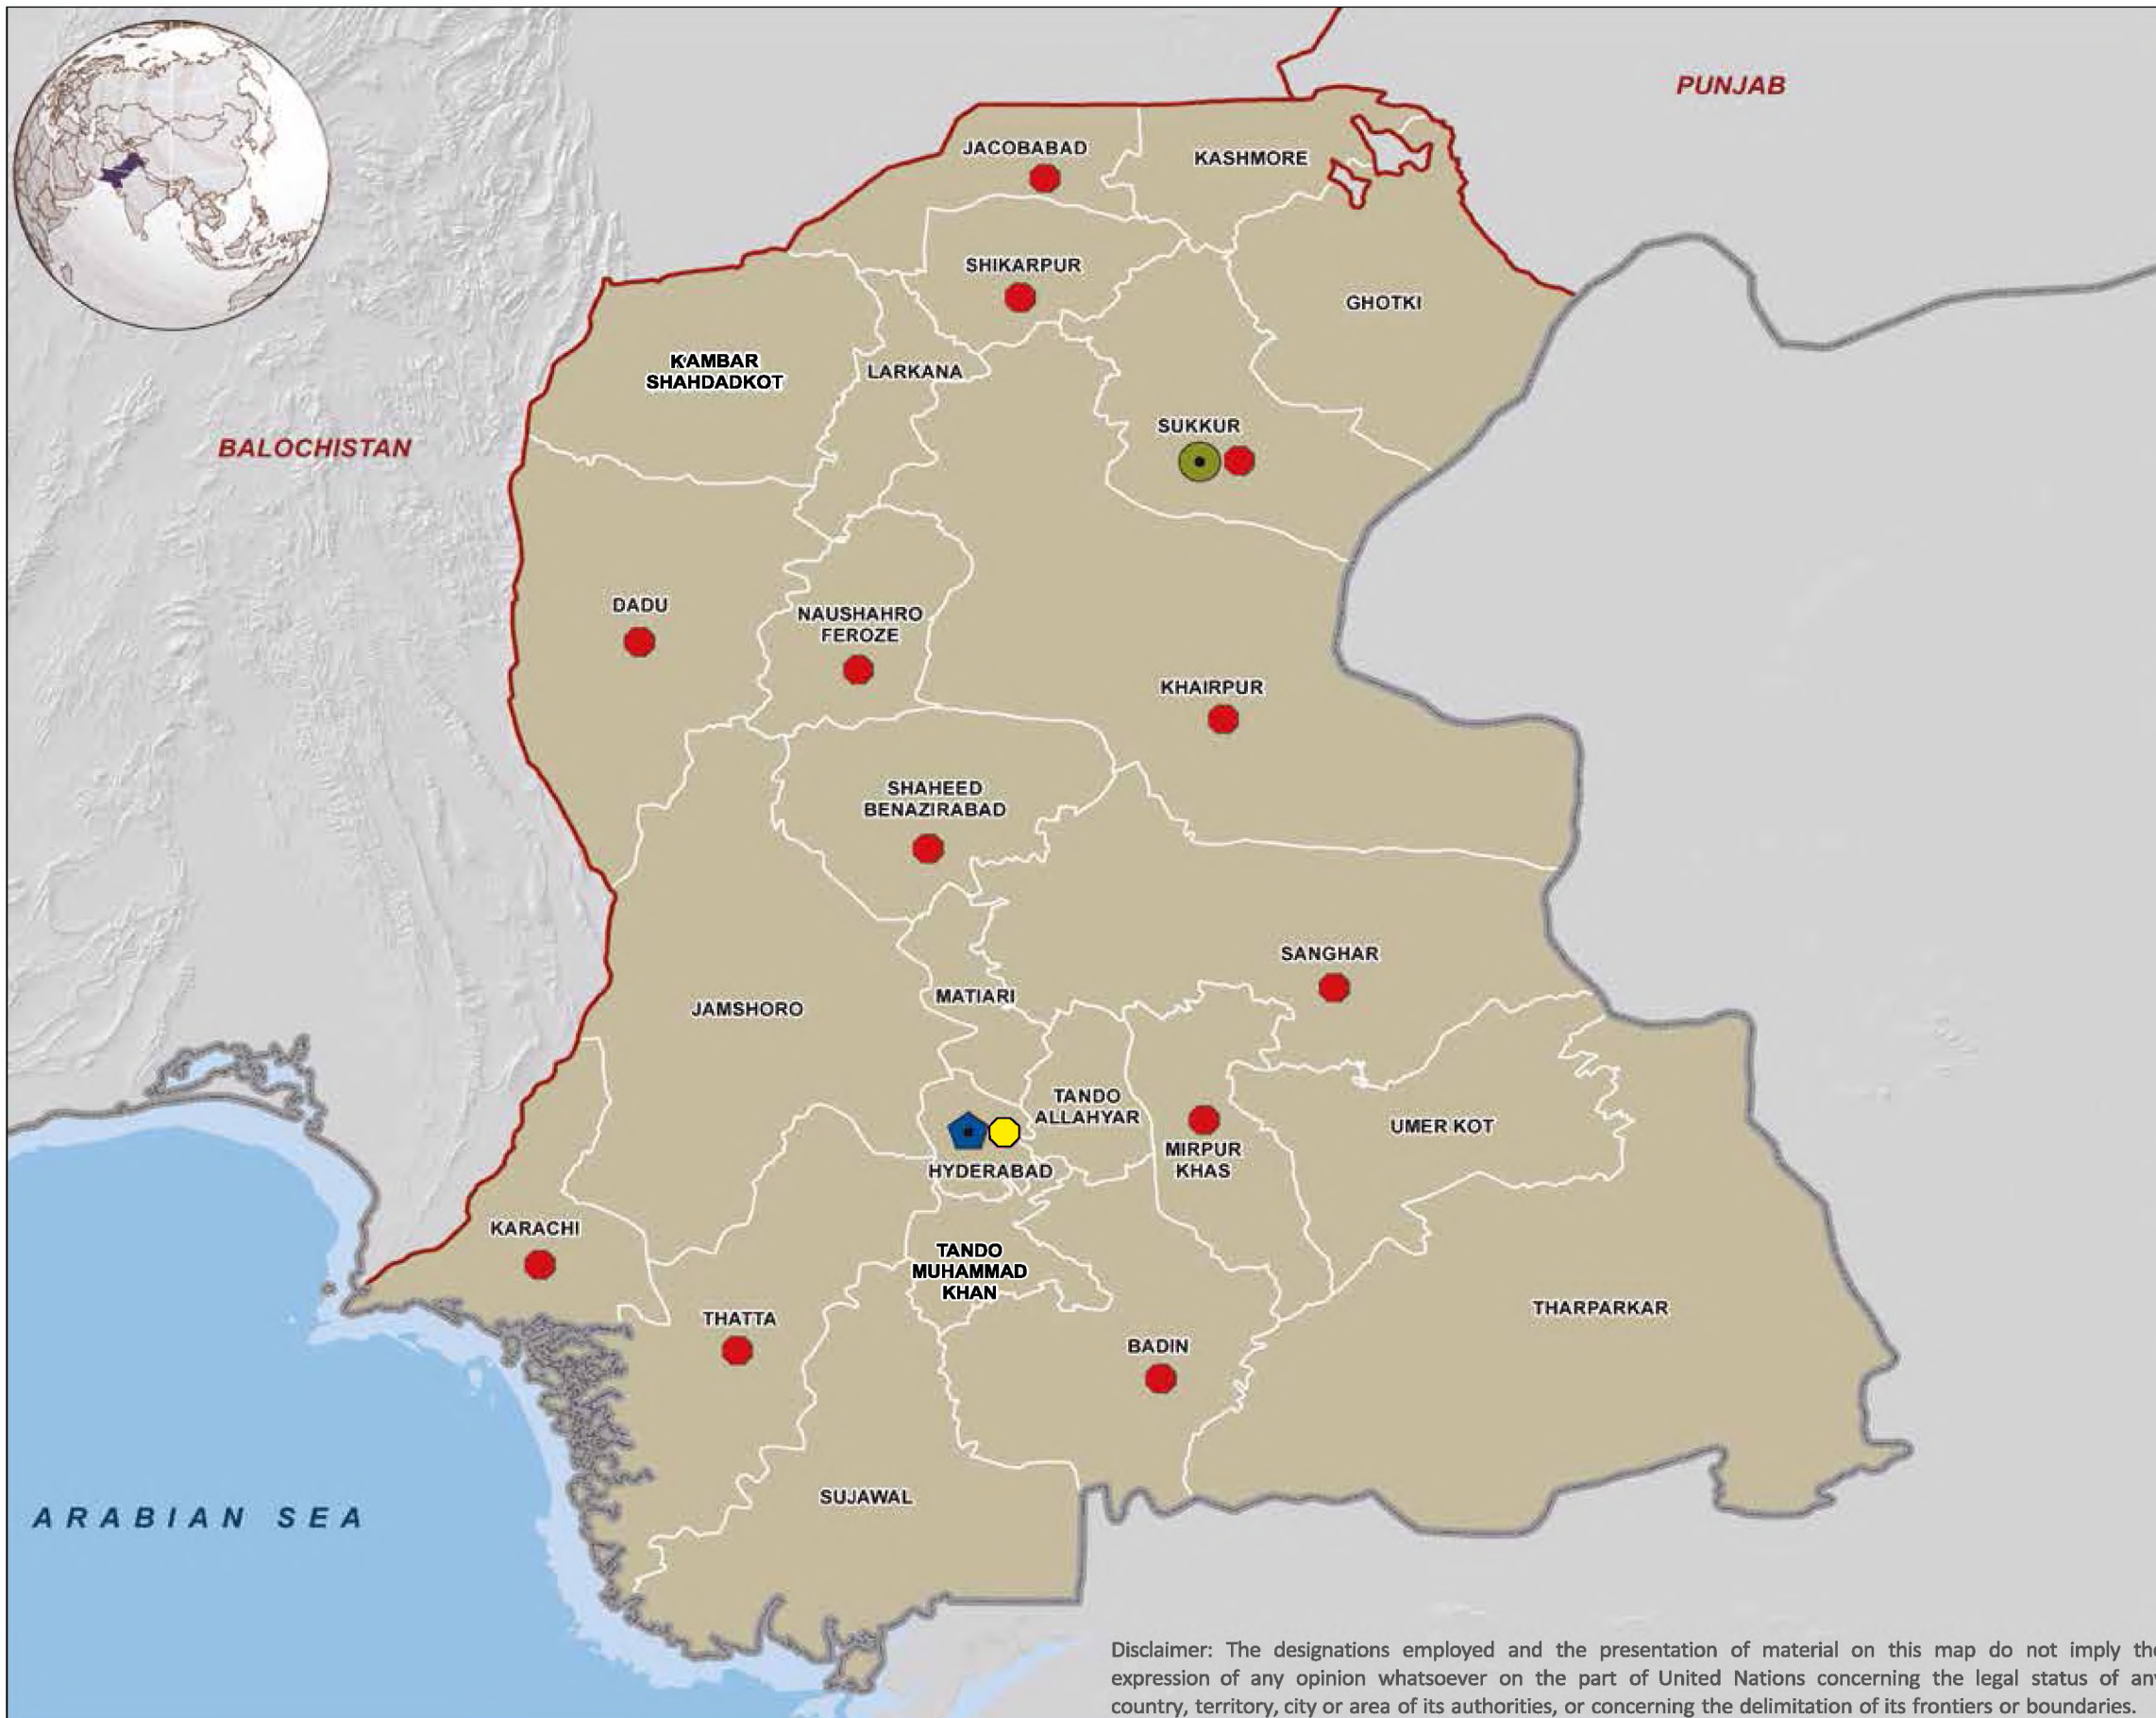 PUNJAB
JACOBABAD
KASHMORE
SHIKARPUR
GHOTKI
KAMBAR
SHAHDADKOT
LARKANA
SUKKUR
BALOCHISTAN
DADU
NAUSHAHRO
FEROZE
KHAIRPUR
SHAHEED
BENAZIRABAD
SANGHAR
MATIARI
JAMSHORO
TANDO
ALLAHYAR
UMER KOT
MIRPUR
KHAS
HYDERABAD
KARACHI
TANDO
MUHAMMAD
KHAN
THARPARKAR
THATTA
BADIN
SUJAWAL
ARABIAN SEA
Disclaimer: The designations employed and the presentation of material on this map do not imply the
expression of any opinion whatsoever on the part of United Nations concerning the legal status of any
country, territory, city or area of its authorities, or concerning the delimitation of its frontiers or boundaries.